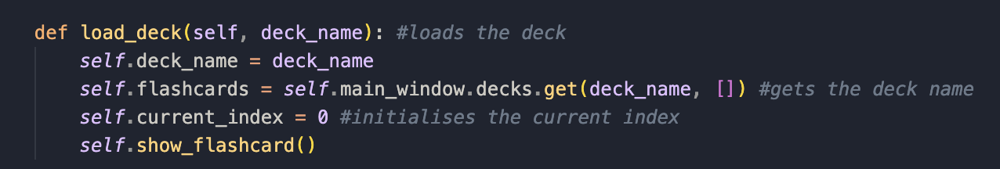 def load_deck(self, deck_name): #loads the deck
    self.deck_name = deck_name
    self.flashcards = self.main_window.decks.get(deck_name, []) #gets the deck name
    self.current_index = 0 #initialises the current index
    self.show_flashcard()